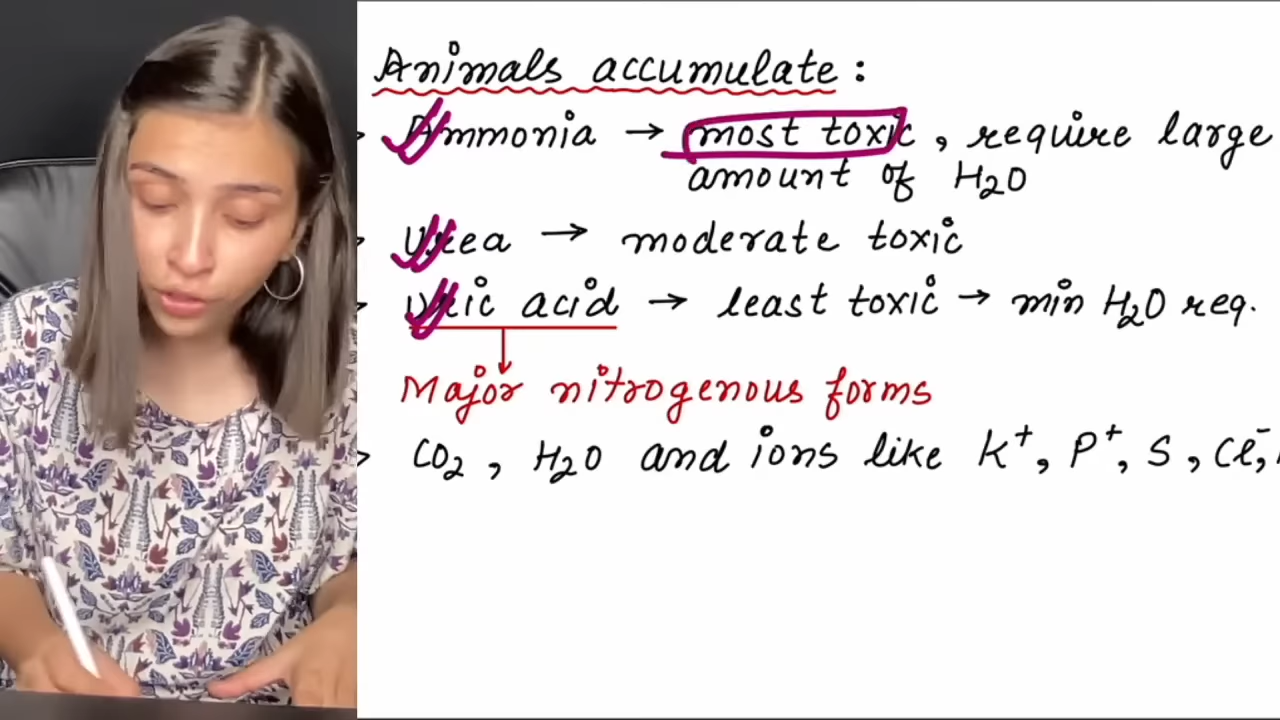 Animals accumulate :
Ammonia → most toxic , require large
amount of H₂O
Urea → moderate toxic
Uric acid → least toxic → min H₂O req.
Major nitrogenous forms
CO₂ , H₂O and ions like K⁺, P⁺, S , Cl⁻,